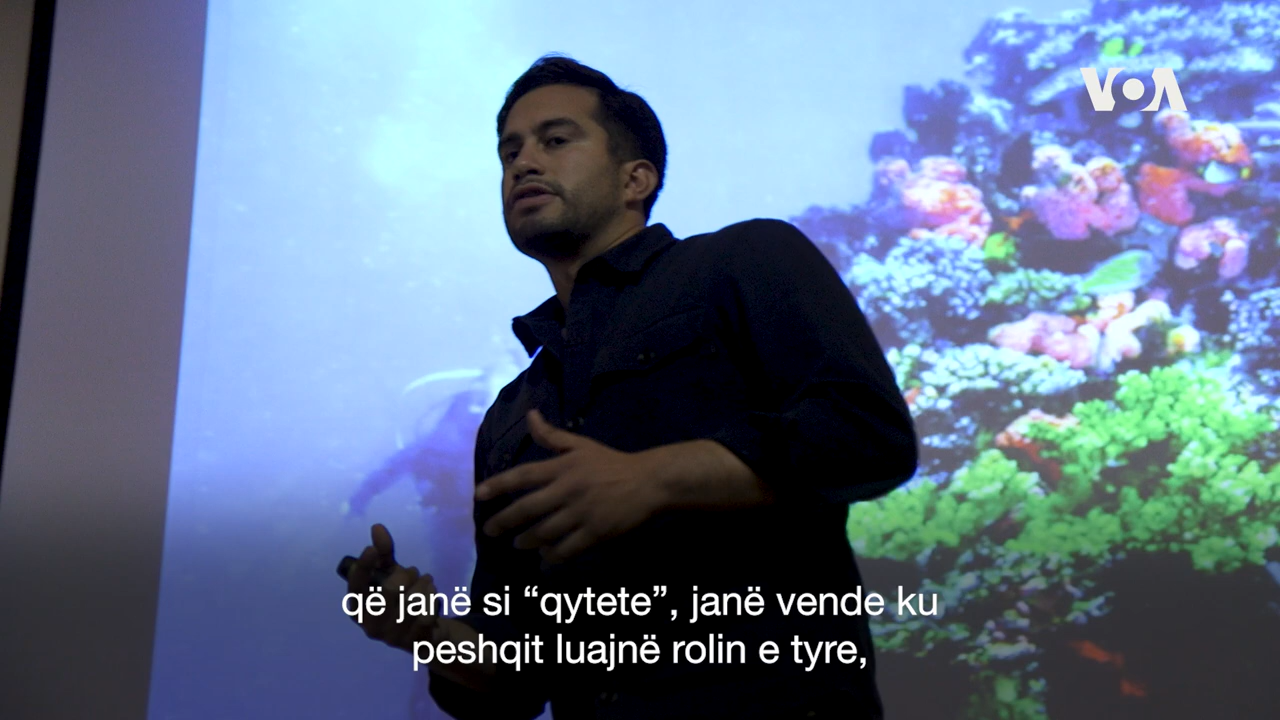 VOA
që janë si “qytete”, janë vende ku
peshqit luajnë rolin e tyre,